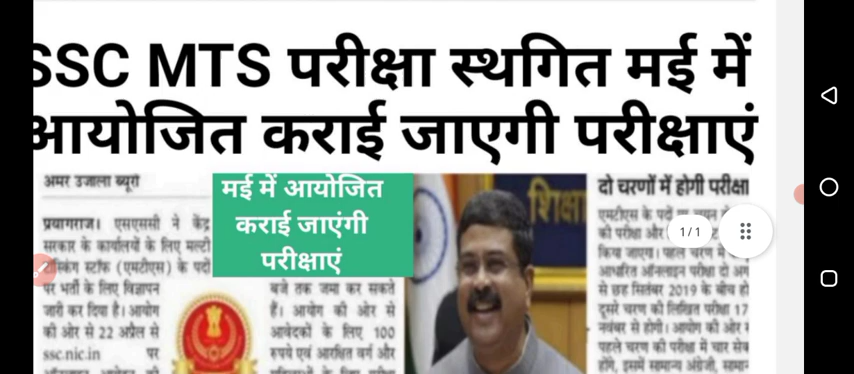 SSC MTS परीक्षा स्थगित मई में
आयोजित कराई जाएगी परीक्षाएं
अमर उजाला ब्यूरो
प्रयागराज। एसएससी ने केंद्र
सरकार के कार्यालयों के लिए मल्टी
टास्किंग स्टाफ (एमटीएस) के पदों
पर भर्ती के लिए विज्ञापन
जारी कर दिया है। आयोग
की ओर से 22 अप्रैल से
ssc.nic.in पर
मई में आयोजित
कराई जाएंगी
परीक्षाएं
बजे तक जमा कर सकते
हैं। आयोग की ओर से
आवेदकों के लिए 100
रुपये एवं आरक्षित वर्ग और
शिक्षा
दो चरणों में होगी परीक्षा
एमटीएस के पदों
की परीक्षा और
किया जाएगा। पहले चरण में
आधारित ऑनलाइन परीक्षा दो अग
से छह सितंबर 2019 के बीच हो
दूसरे चरण की लिखित परीक्षा 17
नवंबर से होगी। आयोग की ओर
पहले चरण की परीक्षा में चार सेव
होंगे, इसमें सामान्य अंग्रेजी, सामान
1/1